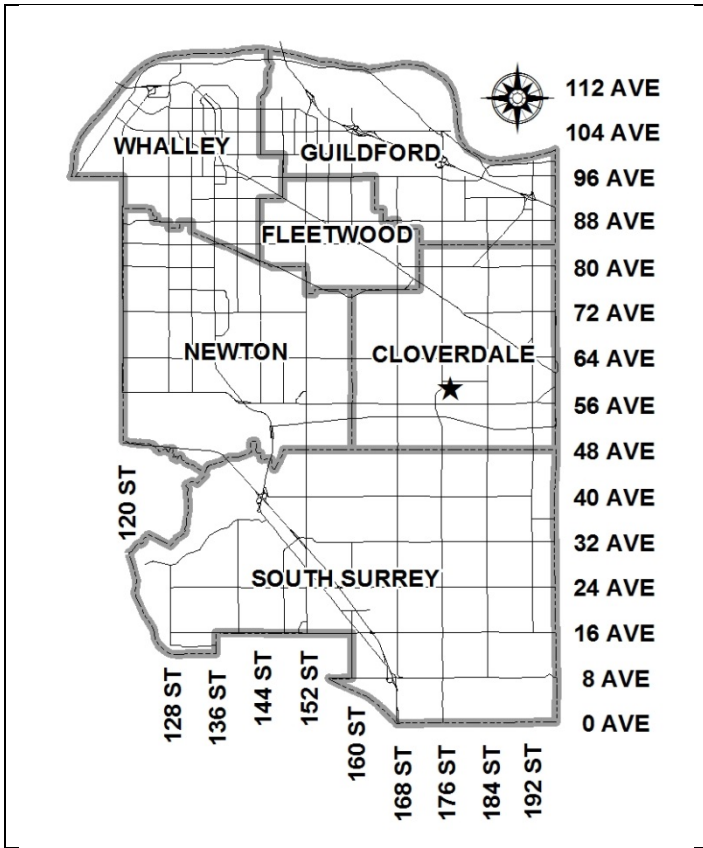 112 AVE
104 AVE
WHALLEY
GUILDFORD
96 AVE
88 AVE
FLEETWOOD
80 AVE
72 AVE
NEWTON
CLOVERDALE
64 AVE
56 AVE
48 AVE
120 ST
40 AVE
32 AVE
SOUTH SURREY
24 AVE
16 AVE
8 AVE
0 AVE
128 ST
136 ST
144 ST
152 ST
160 ST
168 ST
176 ST
184 ST
192 ST